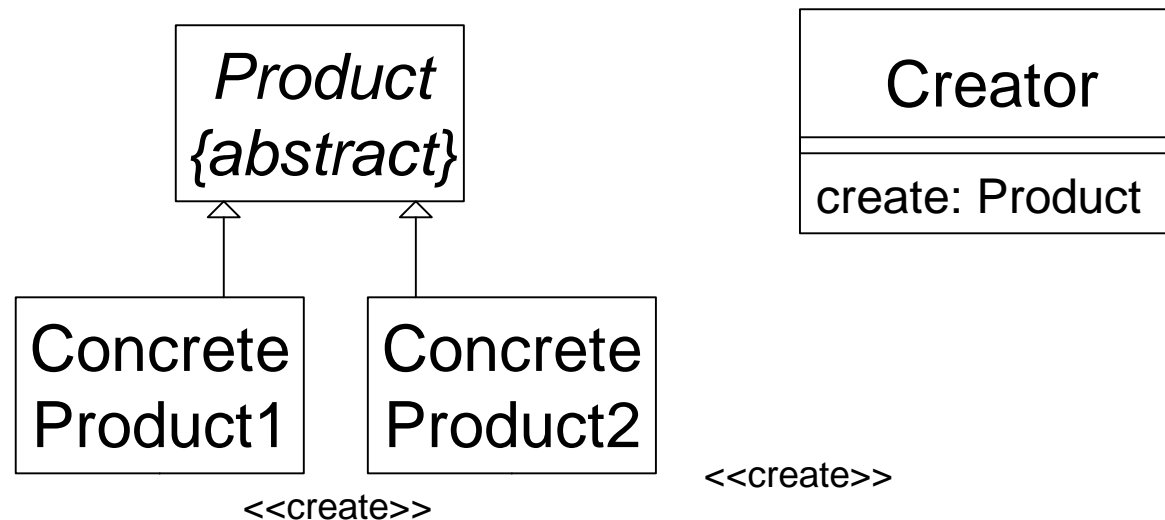 Product
{abstract}
Creator
create: Product
Concrete
Product1
Concrete
Product2
<<create>>
<<create>>